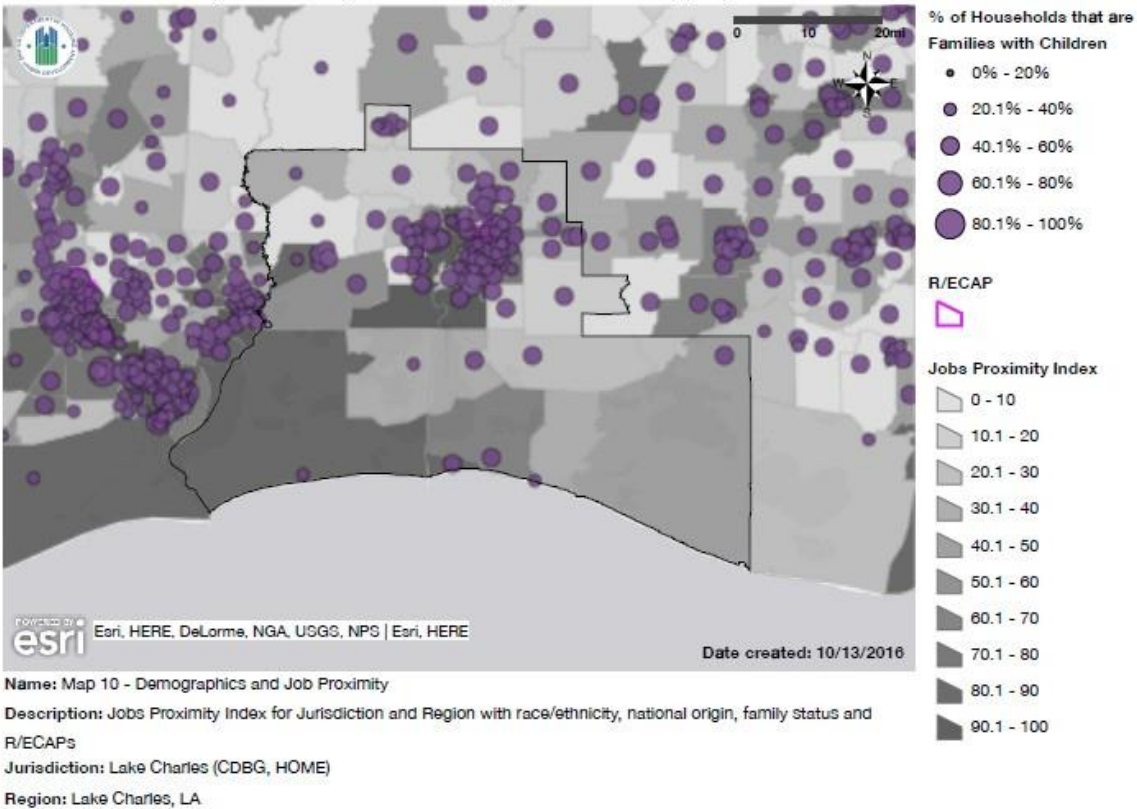 0 10 20mi
N
W E
S
% of Households that are
Families with Children
0% - 20%
20.1% - 40%
40.1% - 60%
60.1% - 80%
80.1% - 100%
R/ECAP
Jobs Proximity Index
0 - 10
10.1 - 20
20.1 - 30
30.1 - 40
40.1 - 50
50.1 - 60
60.1 - 70
70.1 - 80
80.1 - 90
90.1 - 100
POWERED BY
esri
Esri, HERE, DeLorme, NGA, USGS, NPS | Esri, HERE
Date created: 10/13/2016
Name: Map 10 - Demographics and Job Proximity
Description: Jobs Proximity Index for Jurisdiction and Region with race/ethnicity, national origin, family status and
R/ECAPs
Jurisdiction: Lake Charles (CDBG, HOME)
Region: Lake Charles, LA